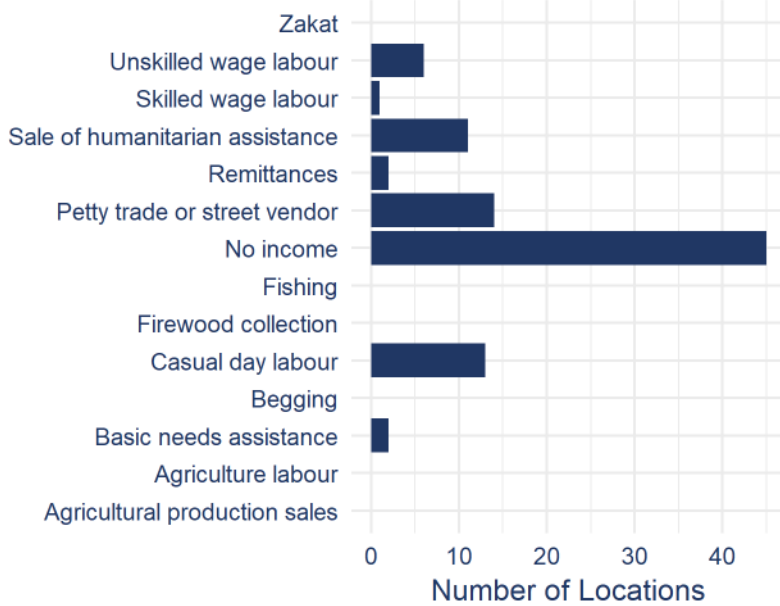 Zakat
Unskilled wage labour
Skilled wage labour
Sale of humanitarian assistance
Remittances
Petty trade or street vendor
No income
Fishing
Firewood collection
Casual day labour
Begging
Basic needs assistance
Agriculture labour
Agricultural production sales
0 10 20 30 40
Number of Locations